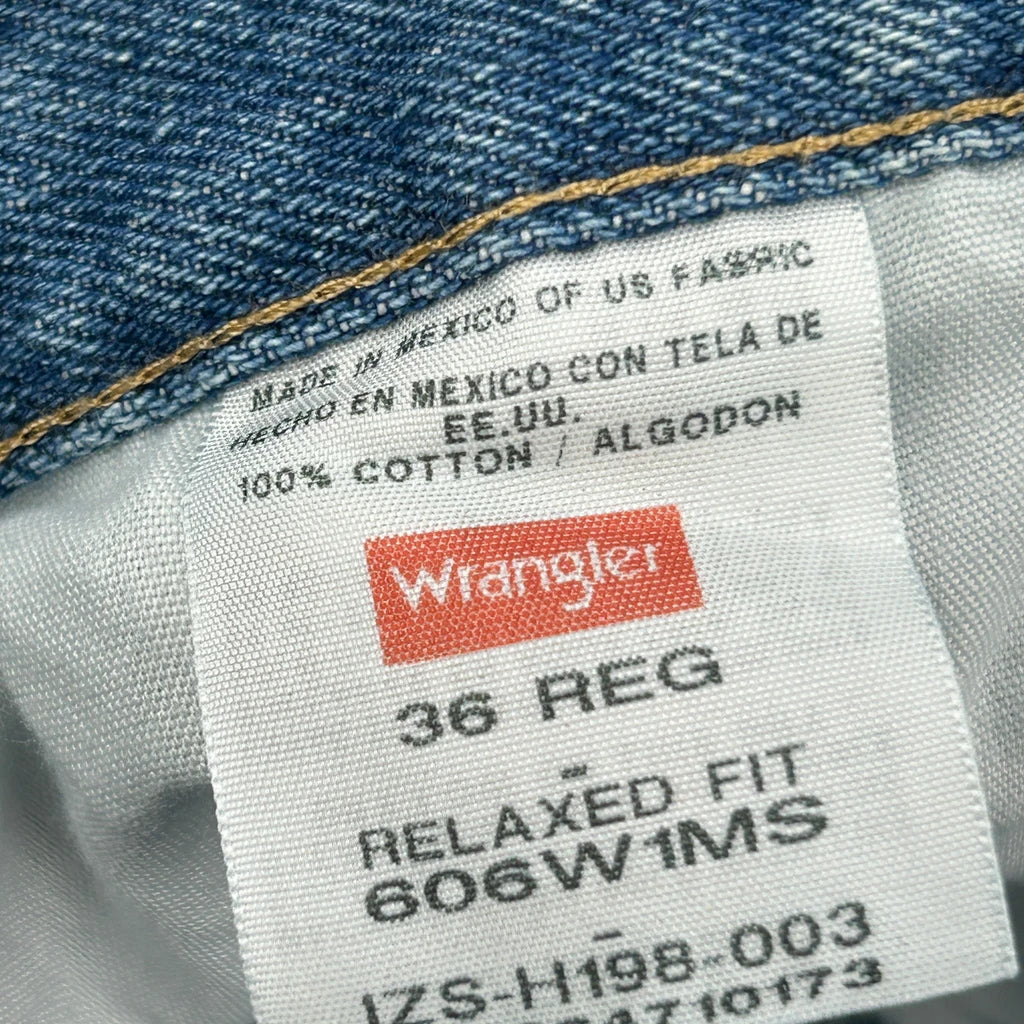 MADE IN MEXICO OF US FABRIC
HECHO EN MEXICO CON TELA DE
EE.UU.
100% COTTON / ALGODON
Wrangler
36 REG
RELAXED FIT
606W1MS
IZS-H198-003